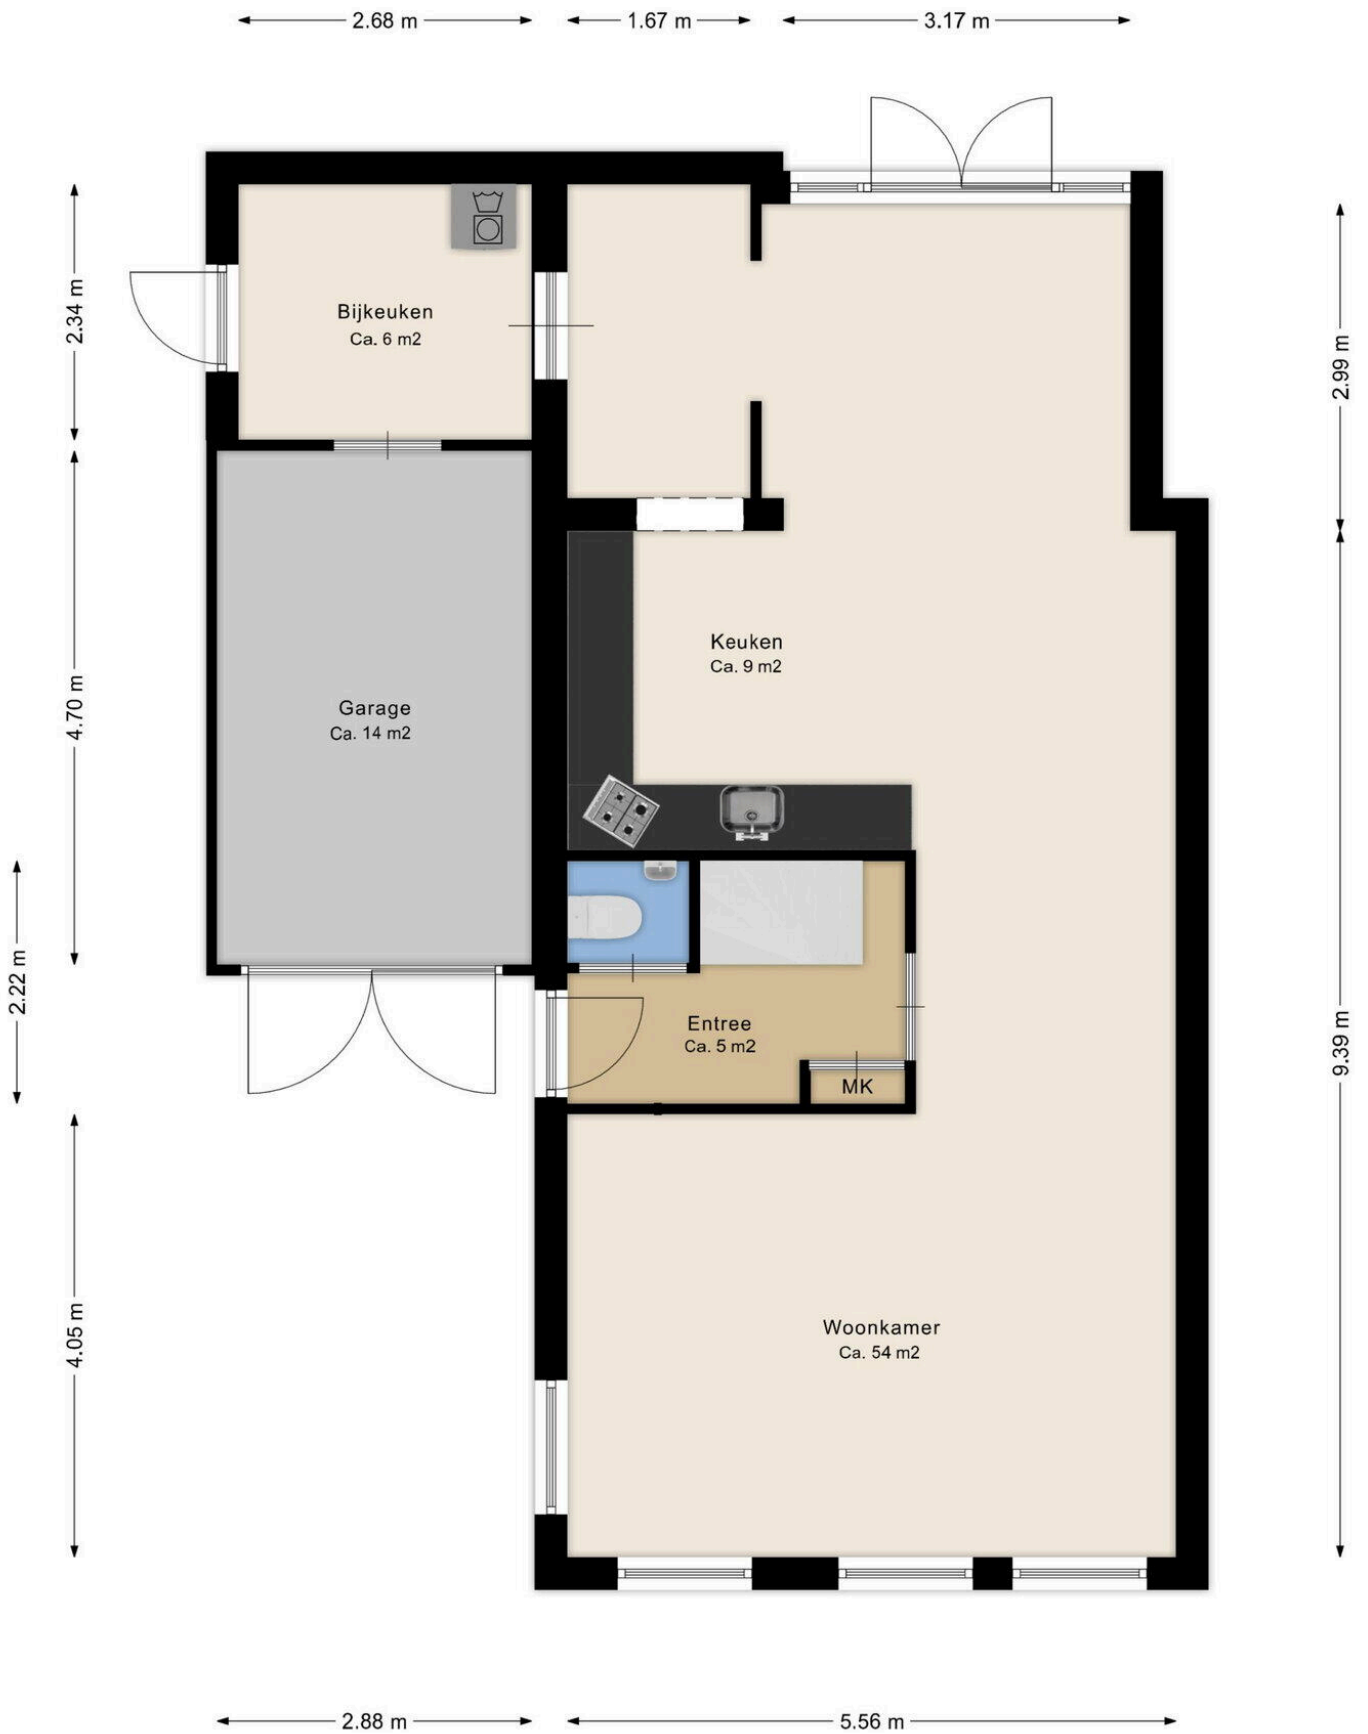 2.68 m
1.67 m
3.17 m
2.34 m
2.99 m
Bijkeuken
Ca. 6 m2
Keuken
Ca. 9 m2
4.70 m
Garage
Ca. 14 m2
2.22 m
Entree
Ca. 5 m2
MK
9.39 m
4.05 m
Woonkamer
Ca. 54 m2
2.88 m
5.56 m